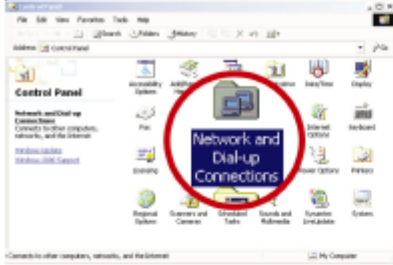 Control Panel
File Edit View Favorites Tools Help
Search Folders History
Address Control Panel
Control Panel
Network and Dial-up
Connections
Connects to other computers,
networks, and the Internet
Windows Update
Windows 2000 Support
Accessibility
Options
Date/Time
Display
Fax
Network and
Dial-up
Connections
Internet
Options
Keyboard
Licensing
Power Options
Printers
Regional
Options
Scanners and
Cameras
Scheduled
Tasks
Sounds and
Multimedia
Symantec
LiveUpdate
System
Connects to other computers, networks, and the Internet
My Computer